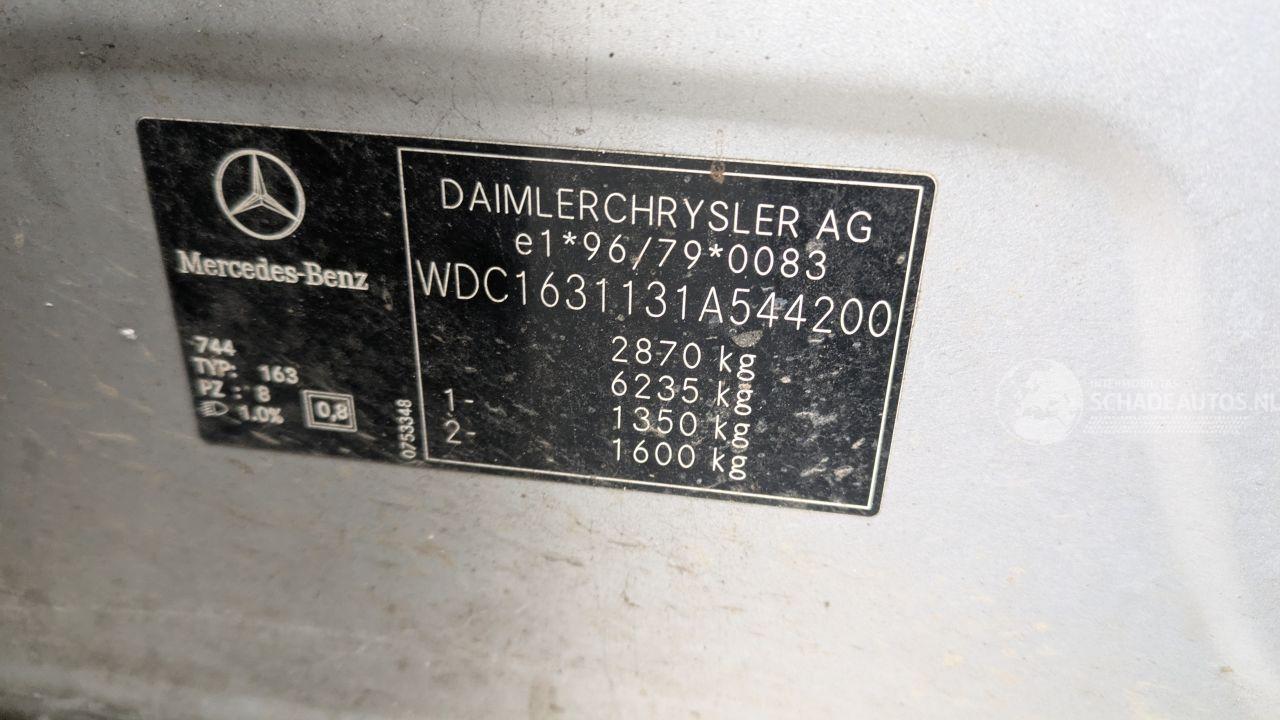 Mercedes-Benz
744
TYP: 163
PZ : 8
1.0%
0,8
0753348
DAIMLERCHRYSLER AG
e1*96/79*0083
WDC1631131A544200
2870 kg
6235 kg
1- 1350 kg
2- 1600 kg
SCHADEAUTOS.NL